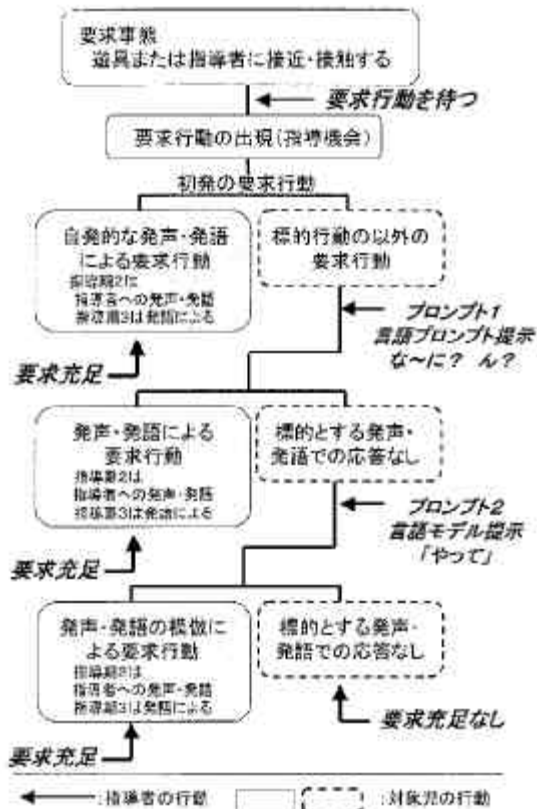 要求事態
道具または指導者に接近・接触する
要求行動を待つ
要求行動の出現(指導機会)
初発の要求行動
自発的な発声・発語
による要求行動
指導期2は
指導者への発声・発語
指導期3は発語による
標的行動の以外の
要求行動
プロンプト1
言語プロンプト提示
な~に? ん?
要求充足
発声・発語による
要求行動
指導期2は
指導者への発声・発語
指導期3は発語による
標的とする発声・
発語での応答なし
プロンプト2
言語モデル提示
「やって」
要求充足
発声・発語の模倣に
よる要求行動
指導期2は
指導者への発声・発語
指導期3は発語による
標的とする発声・
発語での応答なし
要求充足なし
要求充足
:指導者の行動
:対象児の行動